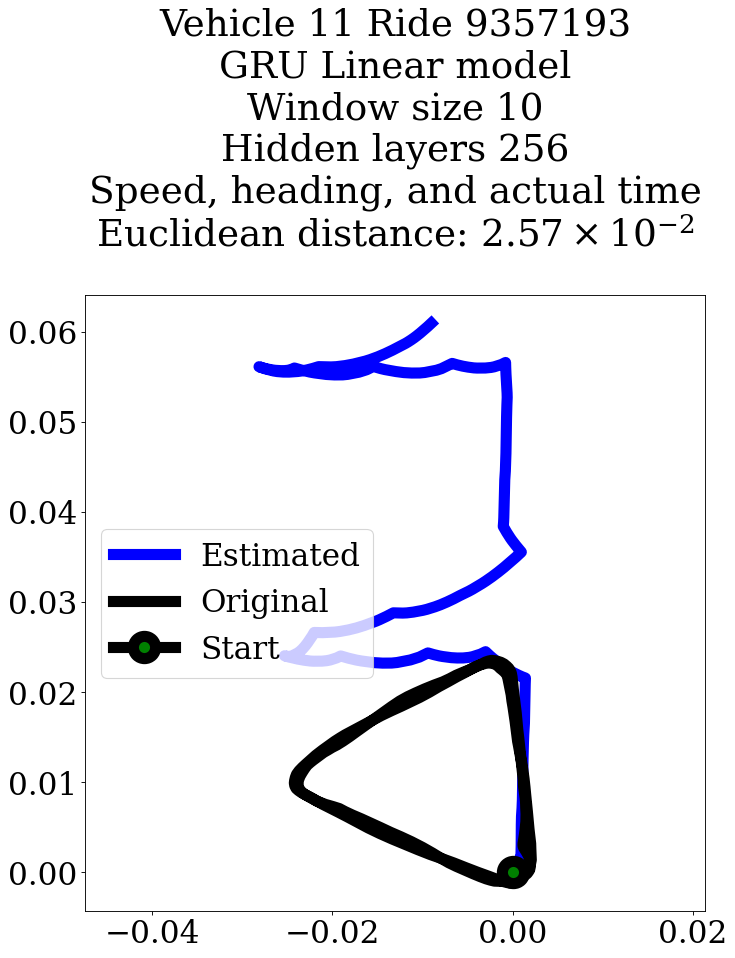 Vehicle 11 Ride 9357193
GRU Linear model
Window size 10
Hidden layers 256
Speed, heading, and actual time
Euclidean distance: 2.57 × 10⁻²
0.06
0.05
0.04
0.03
0.02
0.01
0.00
Estimated
Original
Start
−0.04
−0.02
0.00
0.02